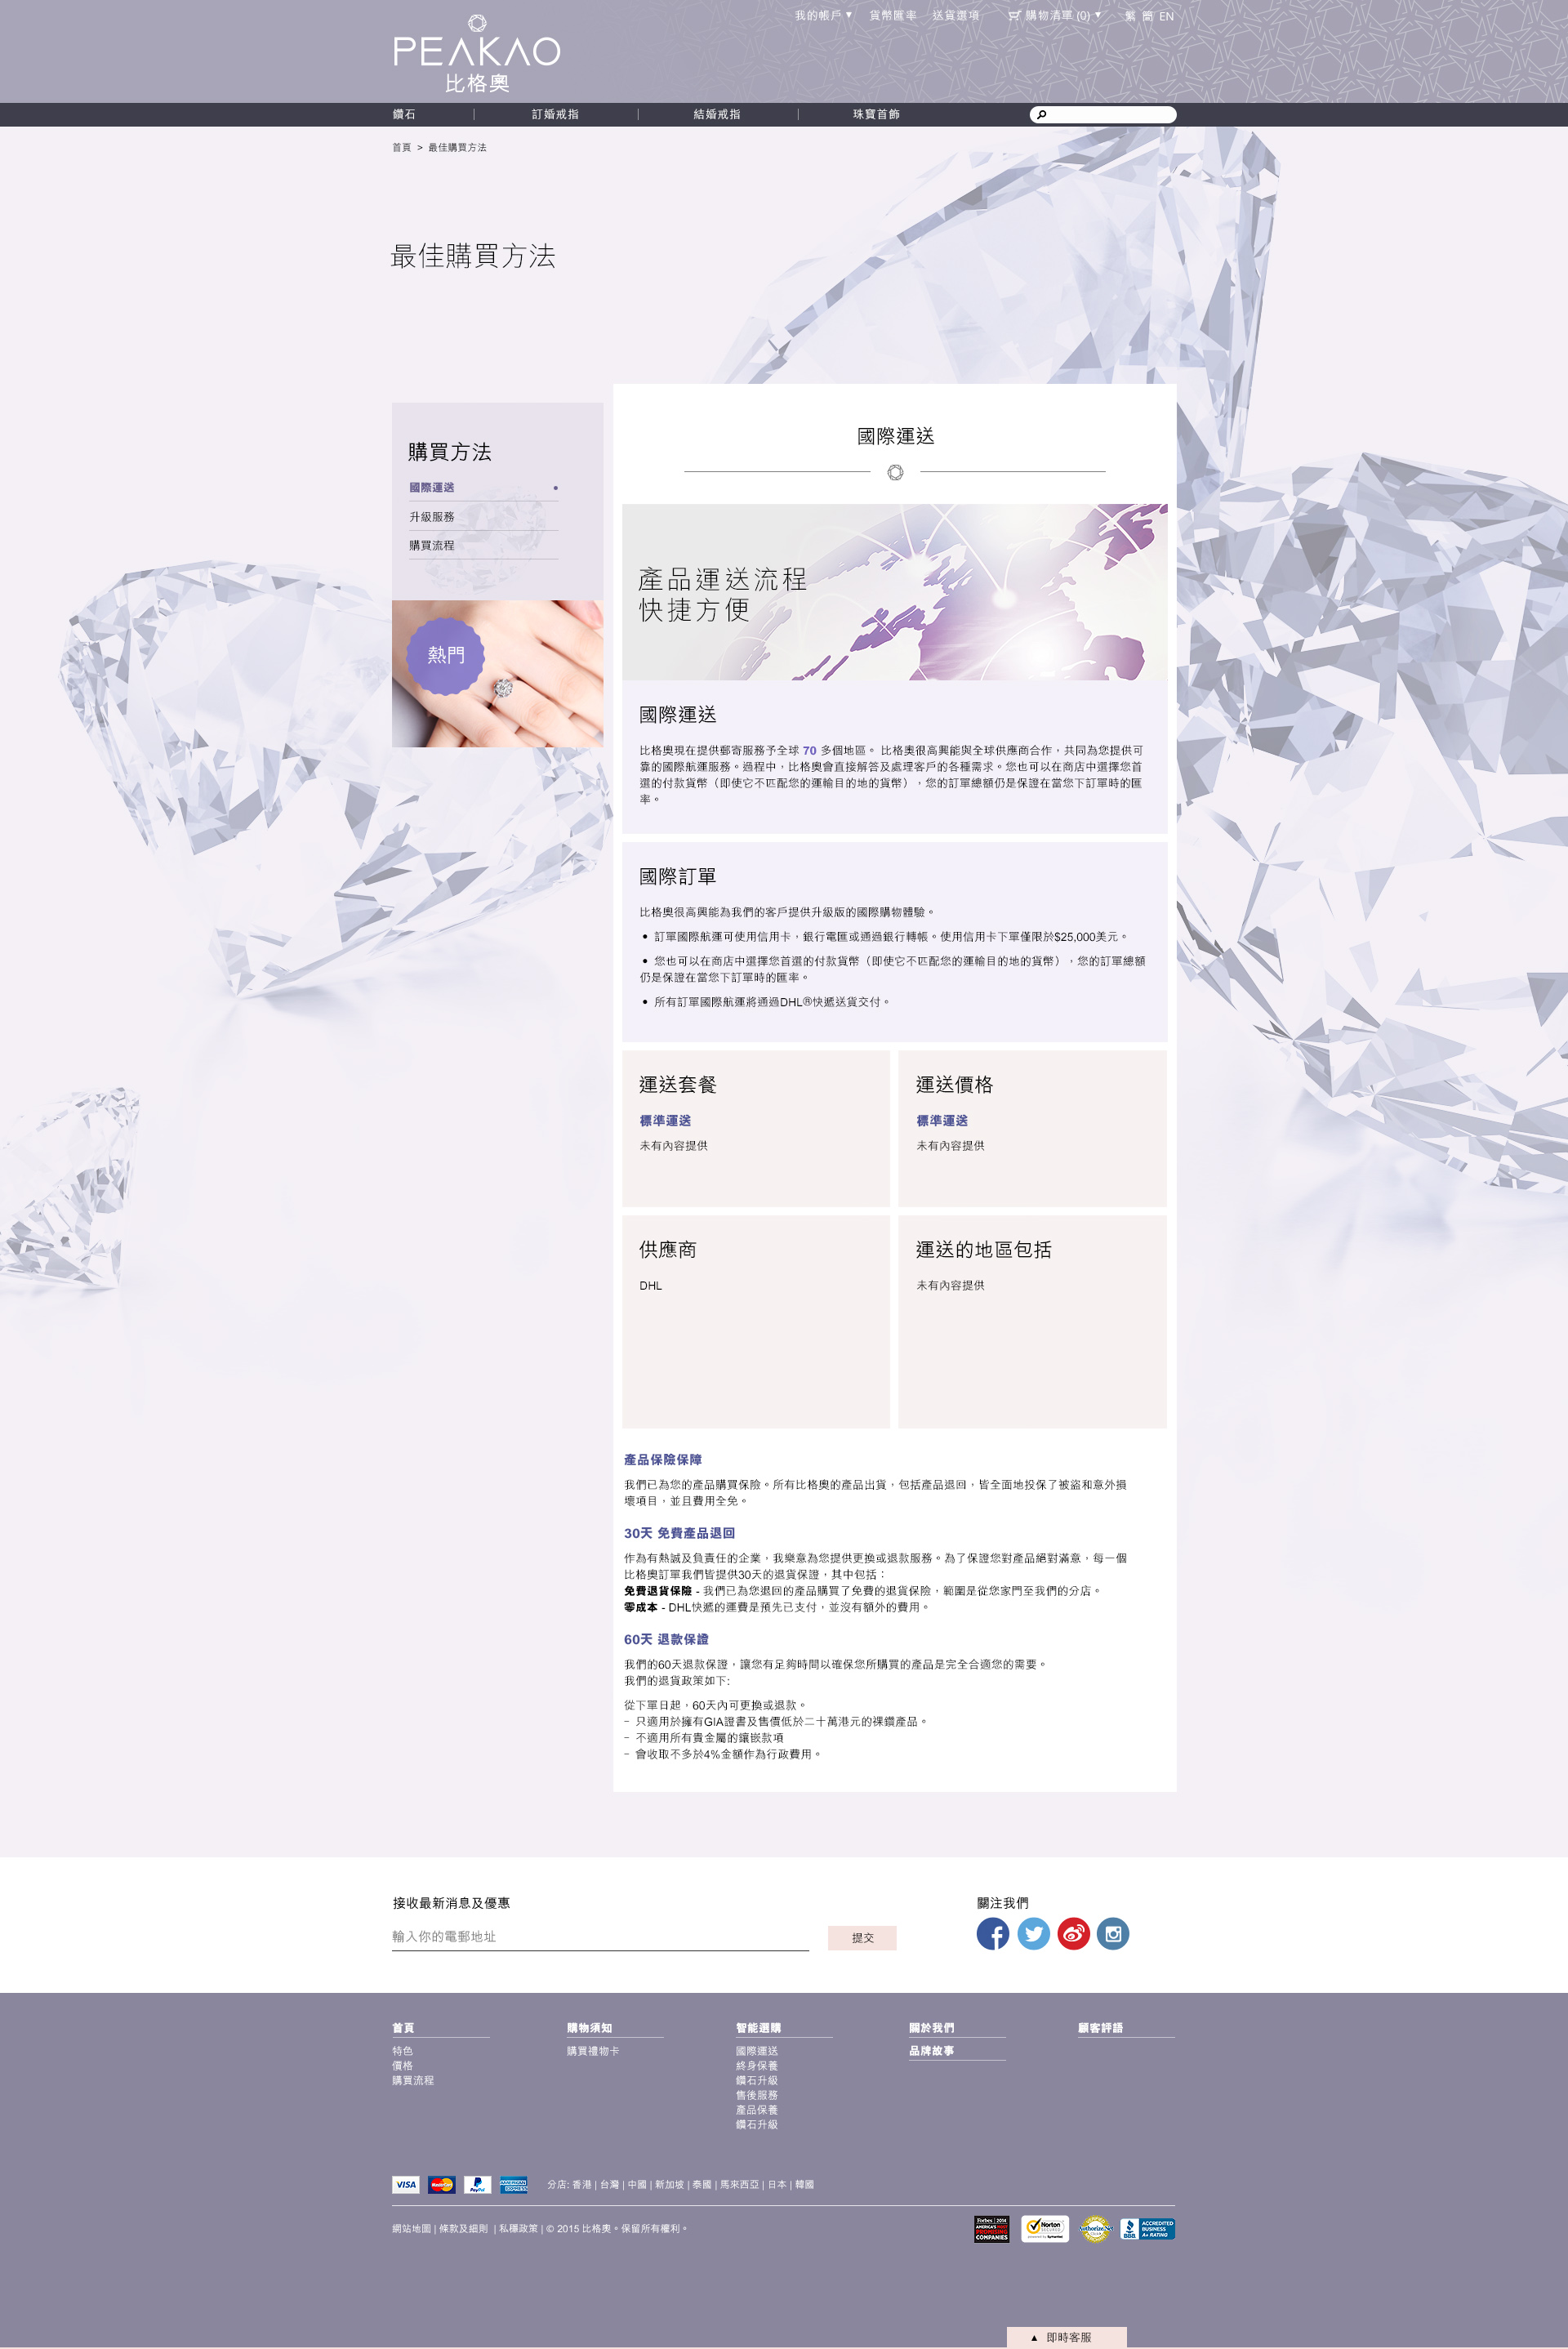 我的帳戶 ▼ 貨幣匯率 送貨選項 購物清單 (0) ▼ 繁 簡 EN
PEAKAO
比格奧
鑽石 | 訂婚戒指 | 結婚戒指 | 珠寶首飾
首頁 > 最佳購買方法
最佳購買方法
購買方法
國際運送
升級服務
購買流程
熱門
國際運送
產品運送流程
快捷方便
國際運送
比格奧現在提供郵寄服務予全球 70 多個地區。 比格奧很高興能與全球供應商合作，共同為您提供可
靠的國際航運服務。過程中，比格奧會直接解答及處理客戶的各種需求。您也可以在商店中選擇您首
選的付款貨幣（即使它不匹配您的運輸目的地的貨幣），您的訂單總額仍是保證在當您下訂單時的匯
率。
國際訂單
比格奧很高興能為我們的客戶提供升級版的國際購物體驗。
• 訂單國際航運可使用信用卡，銀行電匯或通過銀行轉帳。使用信用卡下單僅限於$25,000美元。
• 您也可以在商店中選擇您首選的付款貨幣（即使它不匹配您的運輸目的地的貨幣），您的訂單總額
仍是保證在當您下訂單時的匯率。
• 所有訂單國際航運將通過DHL®快遞送貨交付。
運送套餐
標準運送
未有內容提供
運送價格
標準運送
未有內容提供
供應商
DHL
運送的地區包括
未有內容提供
產品保險保障
我們已為您的產品購買保險。所有比格奧的產品出貨，包括產品退回，皆全面地投保了被盜和意外損
壞項目，並且費用全免。
30天 免費產品退回
作為有熱誠及負責任的企業，我樂意為您提供更換或退款服務。為了保證您對產品絕對滿意，每一個
比格奧訂單我們皆提供30天的退貨保證，其中包括：
免費退貨保險 - 我們已為您退回的產品購買了免費的退貨保險，範圍是從您家門至我們的分店。
零成本 - DHL快遞的運費是預先已支付，並沒有額外的費用。
60天 退款保證
我們的60天退款保證，讓您有足夠時間以確保您所購買的產品是完全合適您的需要。
我們的退貨政策如下:
從下單日起，60天內可更換或退款。
- 只適用於擁有GIA證書及售價低於二十萬港元的裸鑽產品。
- 不適用所有貴金屬的鑲嵌款項
- 會收取不多於4%金額作為行政費用。
接收最新消息及優惠
輸入你的電郵地址
提交
關注我們
首頁
特色
價格
購買流程
購物須知
購買禮物卡
智能選購
國際運送
終身保養
鑽石升級
售後服務
產品保養
鑽石升級
關於我們
品牌故事
顧客評語
VISA MasterCard PayPal AMERICAN EXPRESS
分店: 香港 | 台灣 | 中國 | 新加坡 | 泰國 | 馬來西亞 | 日本 | 韓國
網站地圖 | 條款及細則 | 私穩政策 | © 2015 比格奧。保留所有權利。
Forbes 2014
AMERICA'S MOST
PROMISING
COMPANIES
Norton
SECURED
powered by Symantec
Authorize.Net
BBB
ACCREDITED
BUSINESS
A+ RATING
▲ 即時客服